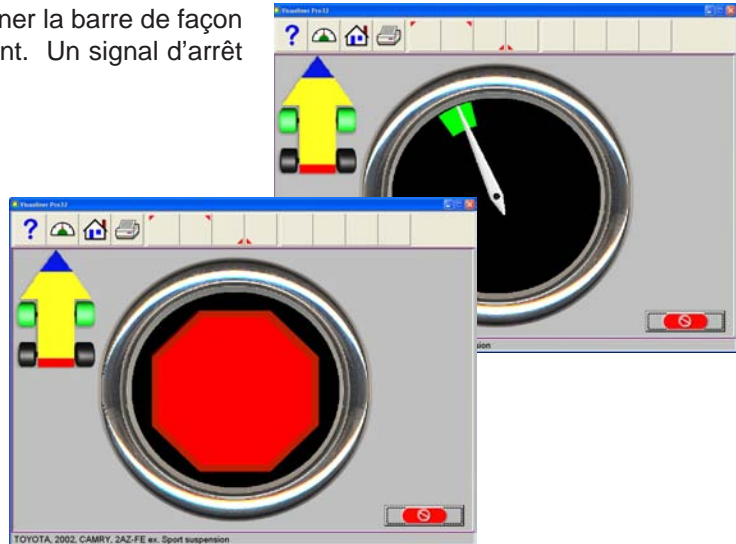 ner la barre de façon
nt. Un signal d’arrêt
Visualiner Pro32
?
sion
Visualiner Pro32
?
TOYOTA, 2002, CAMRY, 2AZ-FE ex. Sport suspension